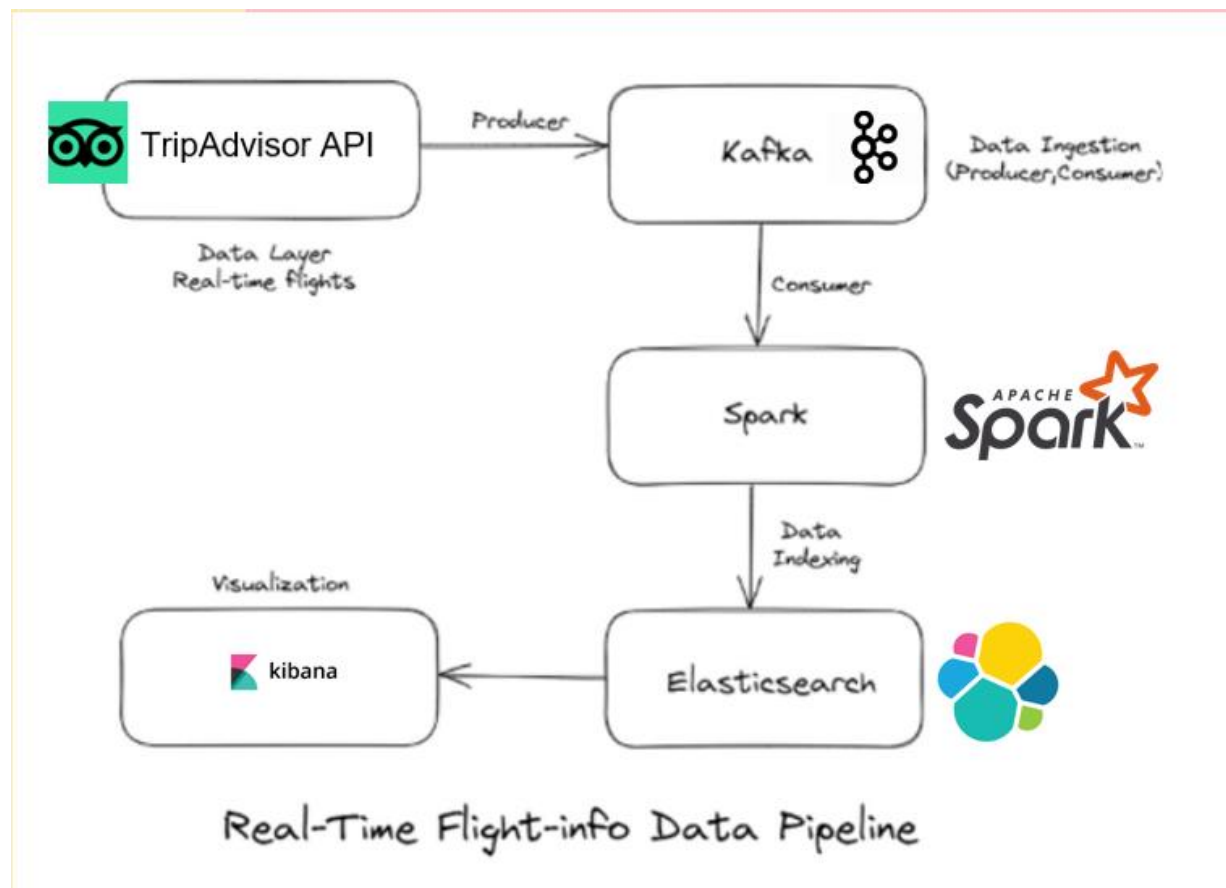 TripAdvisor API
Producer
Kafka
Data Ingestion
(Producer,Consumer)
Data Layer
Real-time flights
Consumer
Spark
APACHE
Spark™
Data
Indexing
Visualization
kibana
Elasticsearch
Real-Time Flight-info Data Pipeline